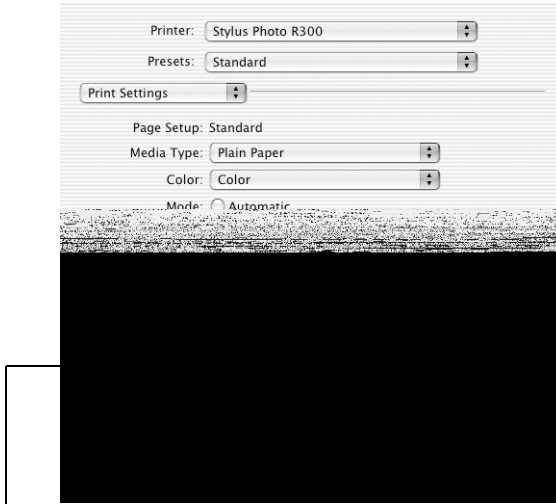 Printer: Stylus Photo R300
Presets: Standard
Print Settings
Page Setup: Standard
Media Type: Plain Paper
Color: Color
Mode: Automatic